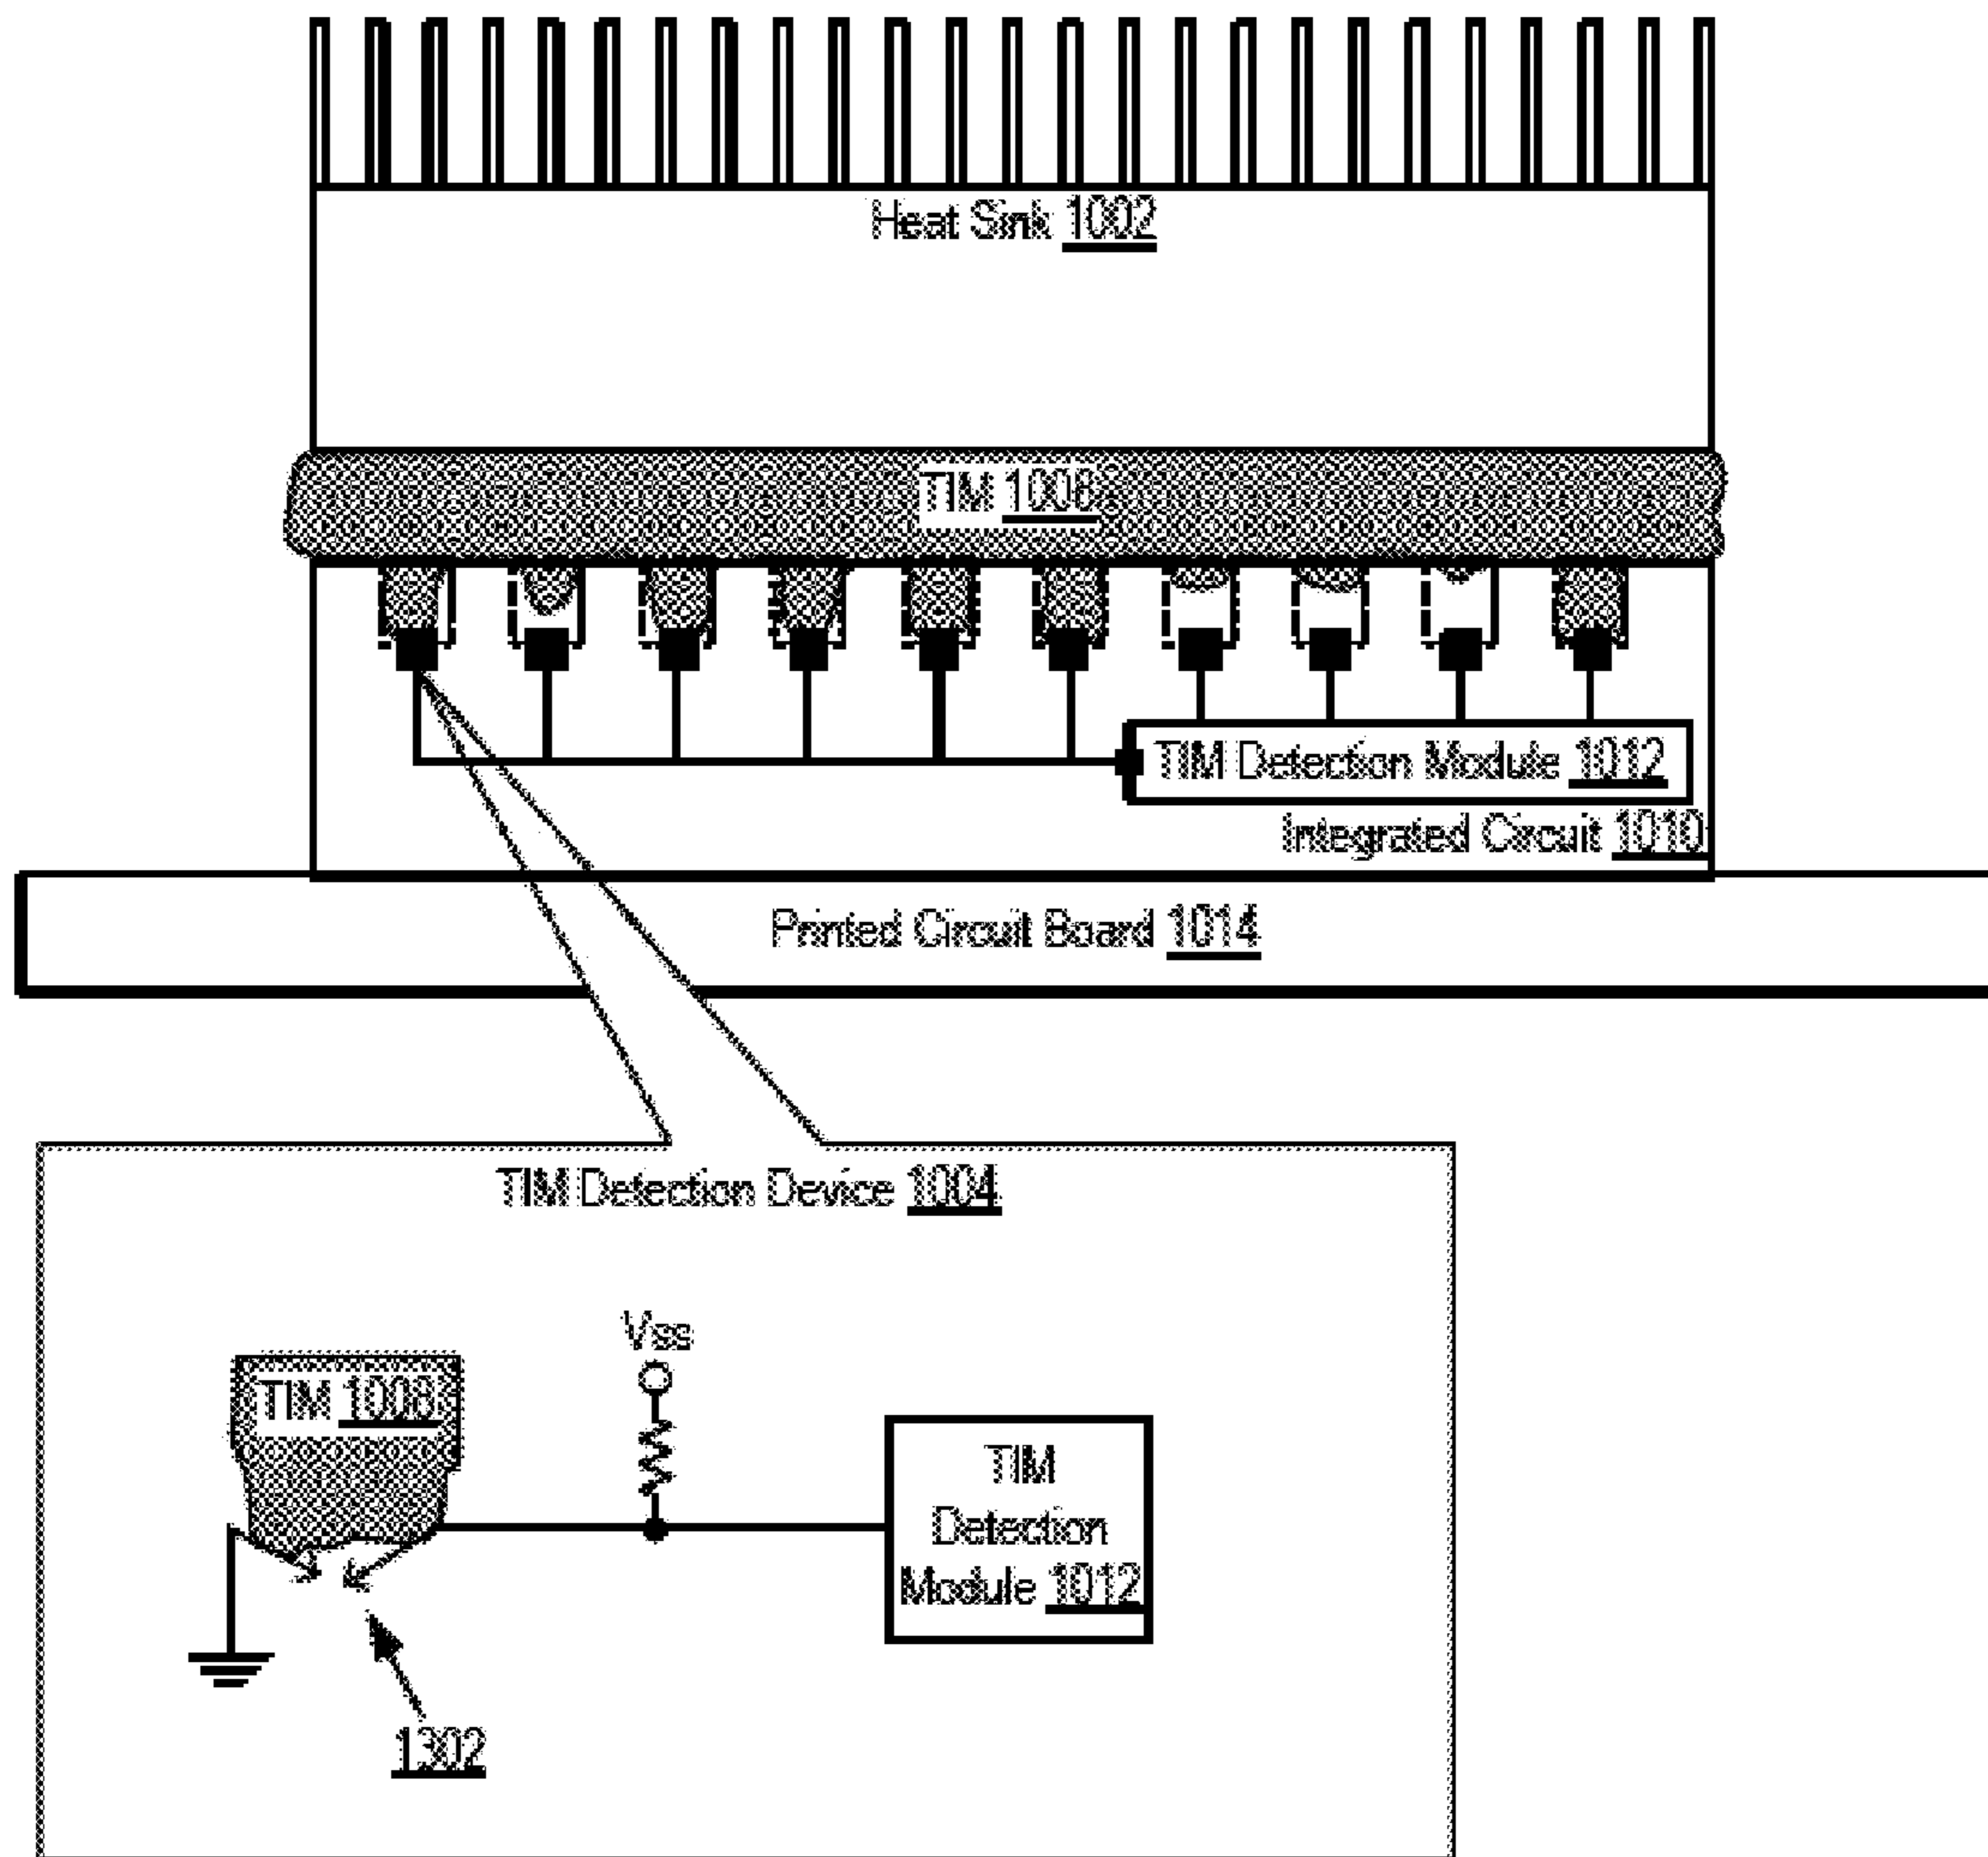 Heat Sink 1002
TIM 1008
TIM Detection Module 1012
Integrated Circuit 1010
Printed Circuit Board 1014
TIM Detection Device 1004
Vss
TIM 1008
TIM
Detection
Module 1012
1302